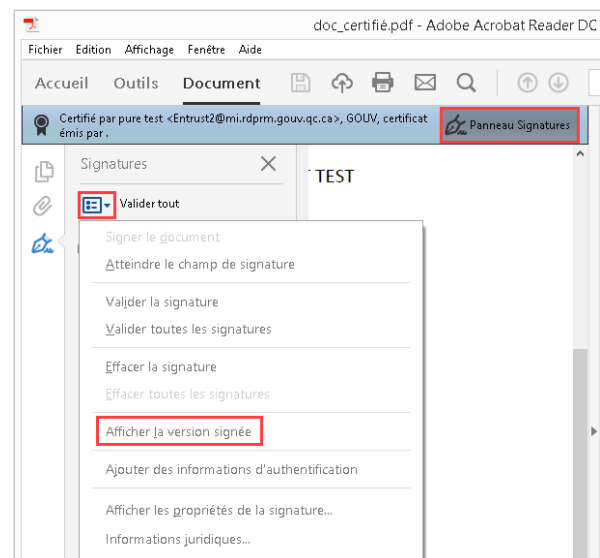 doc_certifié.pdf - Adobe Acrobat Reader DC
Fichier Edition Affichage Fenêtre Aide
Accueil Outils Document
Certifié par pure test <Entrust2@mi.rdprm.gouv.qc.ca>, GOUV, certificat
émis par .
Panneau Signatures
Signatures
TEST
Valider tout
Signer le document
Atteindre le champ de signature
Valider la signature
Valider toutes les signatures
Effacer la signature
Effacer toutes les signatures
Afficher la version signée
Ajouter des informations d'authentification
Afficher les propriétés de la signature...
Informations juridiques...